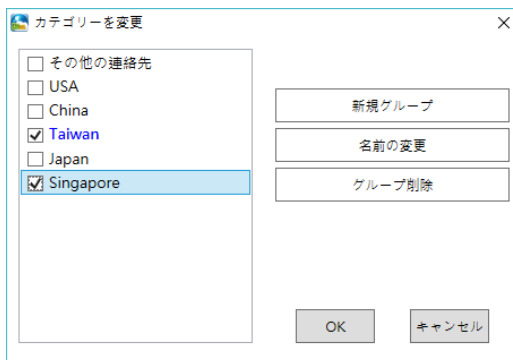 カテゴリーを変更
その他の連絡先
USA
China
Taiwan
Japan
Singapore
新規グループ
名前の変更
グループ削除
OK
キャンセル